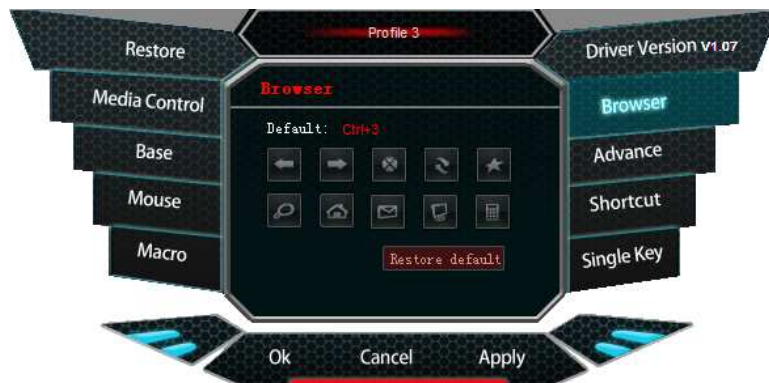 Profile 3
Restore
Driver Version V1.07
Media Control
Browser
Browser
Default: Ctrl+3
Base
Advance
Mouse
Shortcut
Macro
Restore default
Single Key
Ok
Cancel
Apply